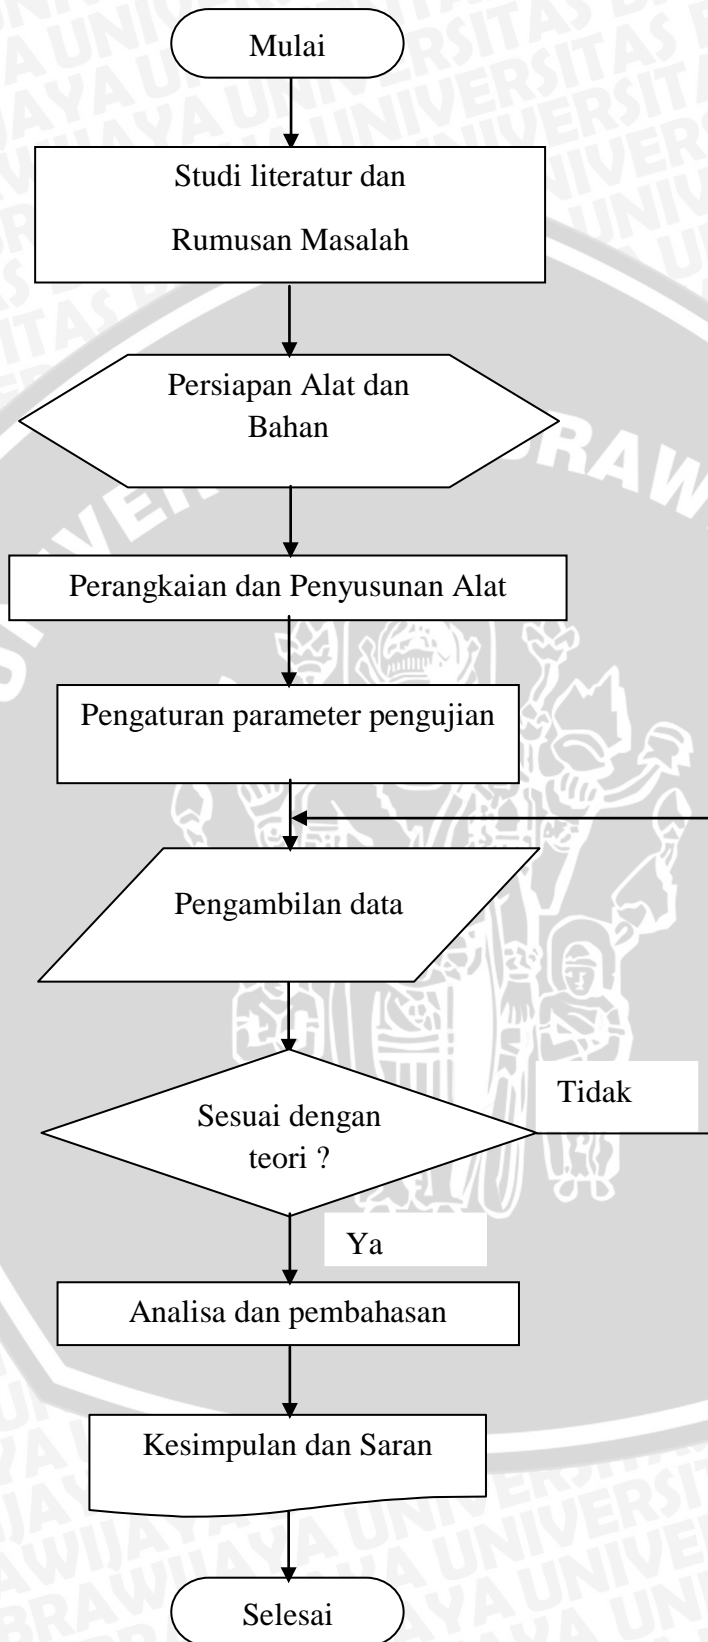 Mulai
Studi literatur dan
Rumusan Masalah
Persiapan Alat dan
Bahan
Perangkaian dan Penyusunan Alat
Pengaturan parameter pengujian
Pengambilan data
Tidak
Sesuai dengan
teori ?
Ya
Analisa dan pembahasan
Kesimpulan dan Saran
Selesai